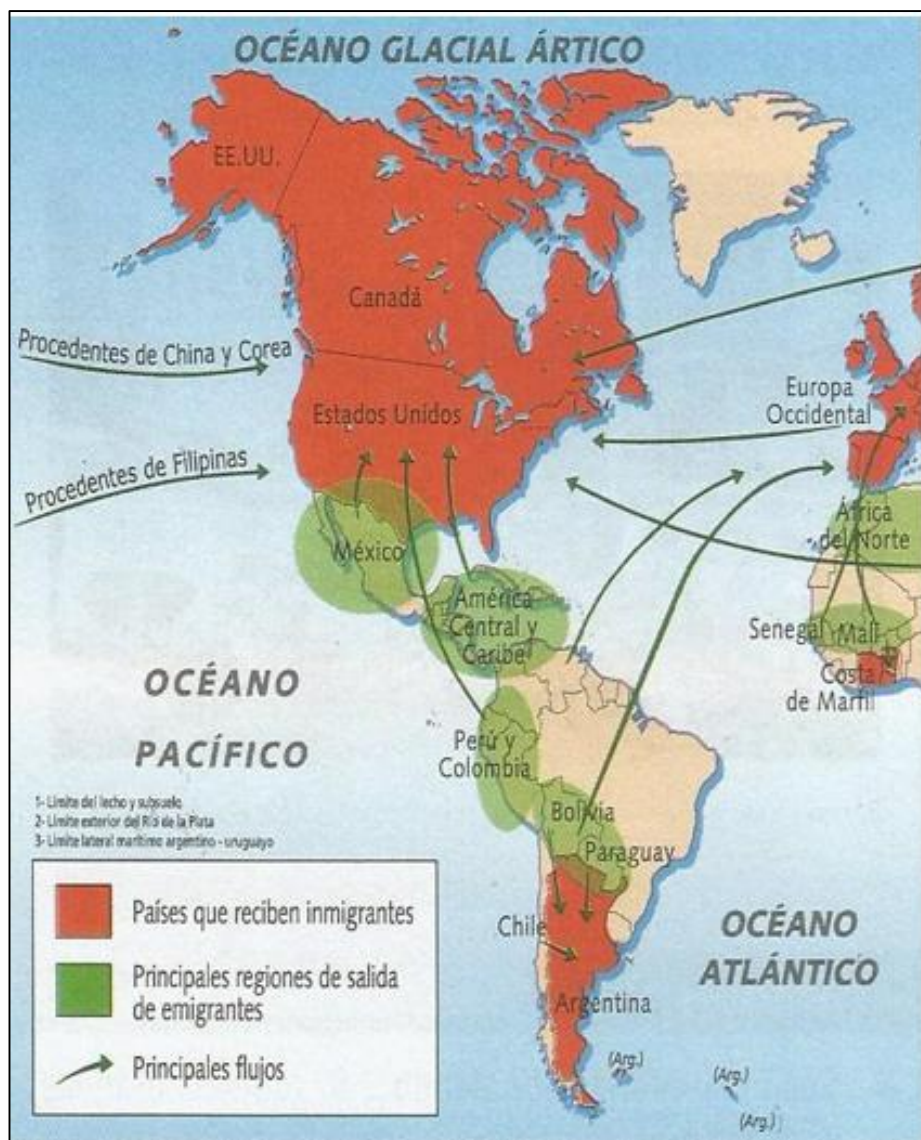 OCÉANO GLACIAL ÁRTICO
EE.UU.
Canadá
Procedentes de China y Corea
Estados Unidos
Europa
Occidental
Procedentes de Filipinas
África
del Norte
México
América
Central y
Caribe
Senegal
Malí
Costa
de Marfil
OCÉANO
PACÍFICO
Perú y
Colombia
1- Límite del lecho y subsuelo
2- Límite exterior del Río de la Plata
3- Límite lateral marítimo argentino - uruguayo
Bolivia
Paraguay
Países que reciben inmigrantes
Chile
OCÉANO
ATLÁNTICO
Principales regiones de salida
de emigrantes
Argentina
Principales flujos
(Arg.)
(Arg.)
(Arg.)